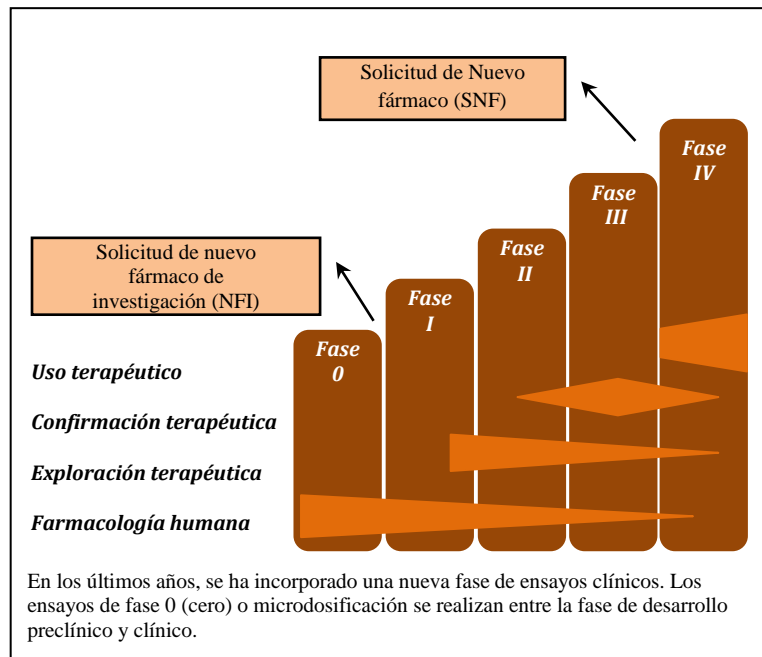 Solicitud de Nuevo
fármaco (SNF)
Fase
IV
Fase
III
Solicitud de nuevo
fármaco de
investigación (NFI)
Fase
II
Fase
I
Fase
0
Uso terapéutico
Confirmación terapéutica
Exploración terapéutica
Farmacología humana
En los últimos años, se ha incorporado una nueva fase de ensayos clínicos. Los
ensayos de fase 0 (cero) o microdosificación se realizan entre la fase de desarrollo
preclínico y clínico.